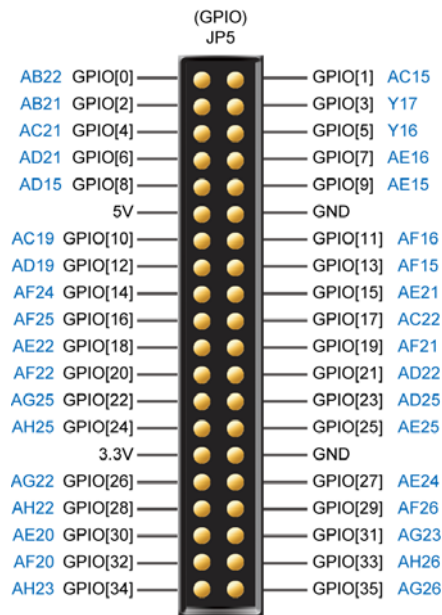 (GPIO)
JP5
AB22 GPIO[0] GPIO[1] AC15
AB21 GPIO[2] GPIO[3] Y17
AC21 GPIO[4] GPIO[5] Y16
AD21 GPIO[6] GPIO[7] AE16
AD15 GPIO[8] GPIO[9] AE15
5V GND
AC19 GPIO[10] GPIO[11] AF16
AD19 GPIO[12] GPIO[13] AF15
AF24 GPIO[14] GPIO[15] AE21
AF25 GPIO[16] GPIO[17] AC22
AE22 GPIO[18] GPIO[19] AF21
AF22 GPIO[20] GPIO[21] AD22
AG25 GPIO[22] GPIO[23] AD25
AH25 GPIO[24] GPIO[25] AE25
3.3V GND
AG22 GPIO[26] GPIO[27] AE24
AH22 GPIO[28] GPIO[29] AF26
AE20 GPIO[30] GPIO[31] AG23
AF20 GPIO[32] GPIO[33] AH26
AH23 GPIO[34] GPIO[35] AG26